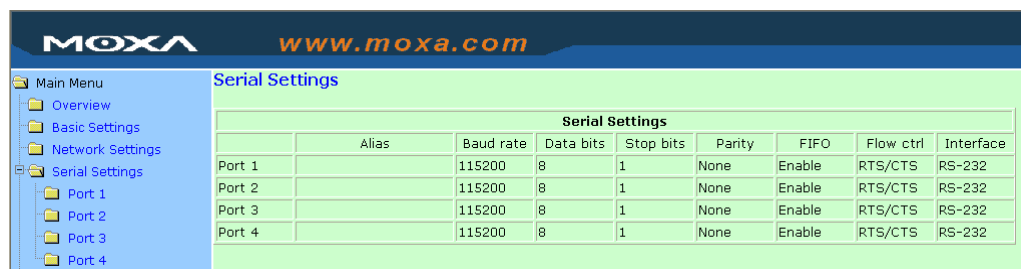 MOXA www.moxa.com
Main Menu
Overview
Basic Settings
Network Settings
Serial Settings
Port 1
Port 2
Port 3
Port 4
Serial Settings
Serial Settings
Alias Baud rate Data bits Stop bits Parity FIFO Flow ctrl Interface
Port 1 115200 8 1 None Enable RTS/CTS RS-232
Port 2 115200 8 1 None Enable RTS/CTS RS-232
Port 3 115200 8 1 None Enable RTS/CTS RS-232
Port 4 115200 8 1 None Enable RTS/CTS RS-232